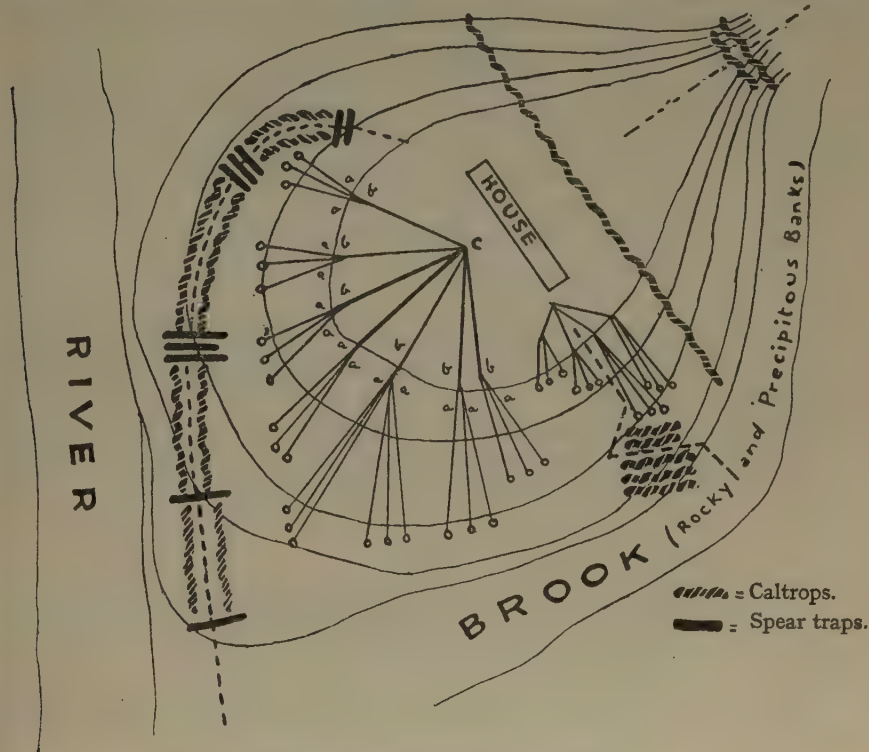 HOUSE
C
a b
a
a b
a
a b
a
a
b
a a
b b
a a a
RIVER
BROOK (Rocky and Precipitous Banks)
= Caltrops.
= Spear traps.